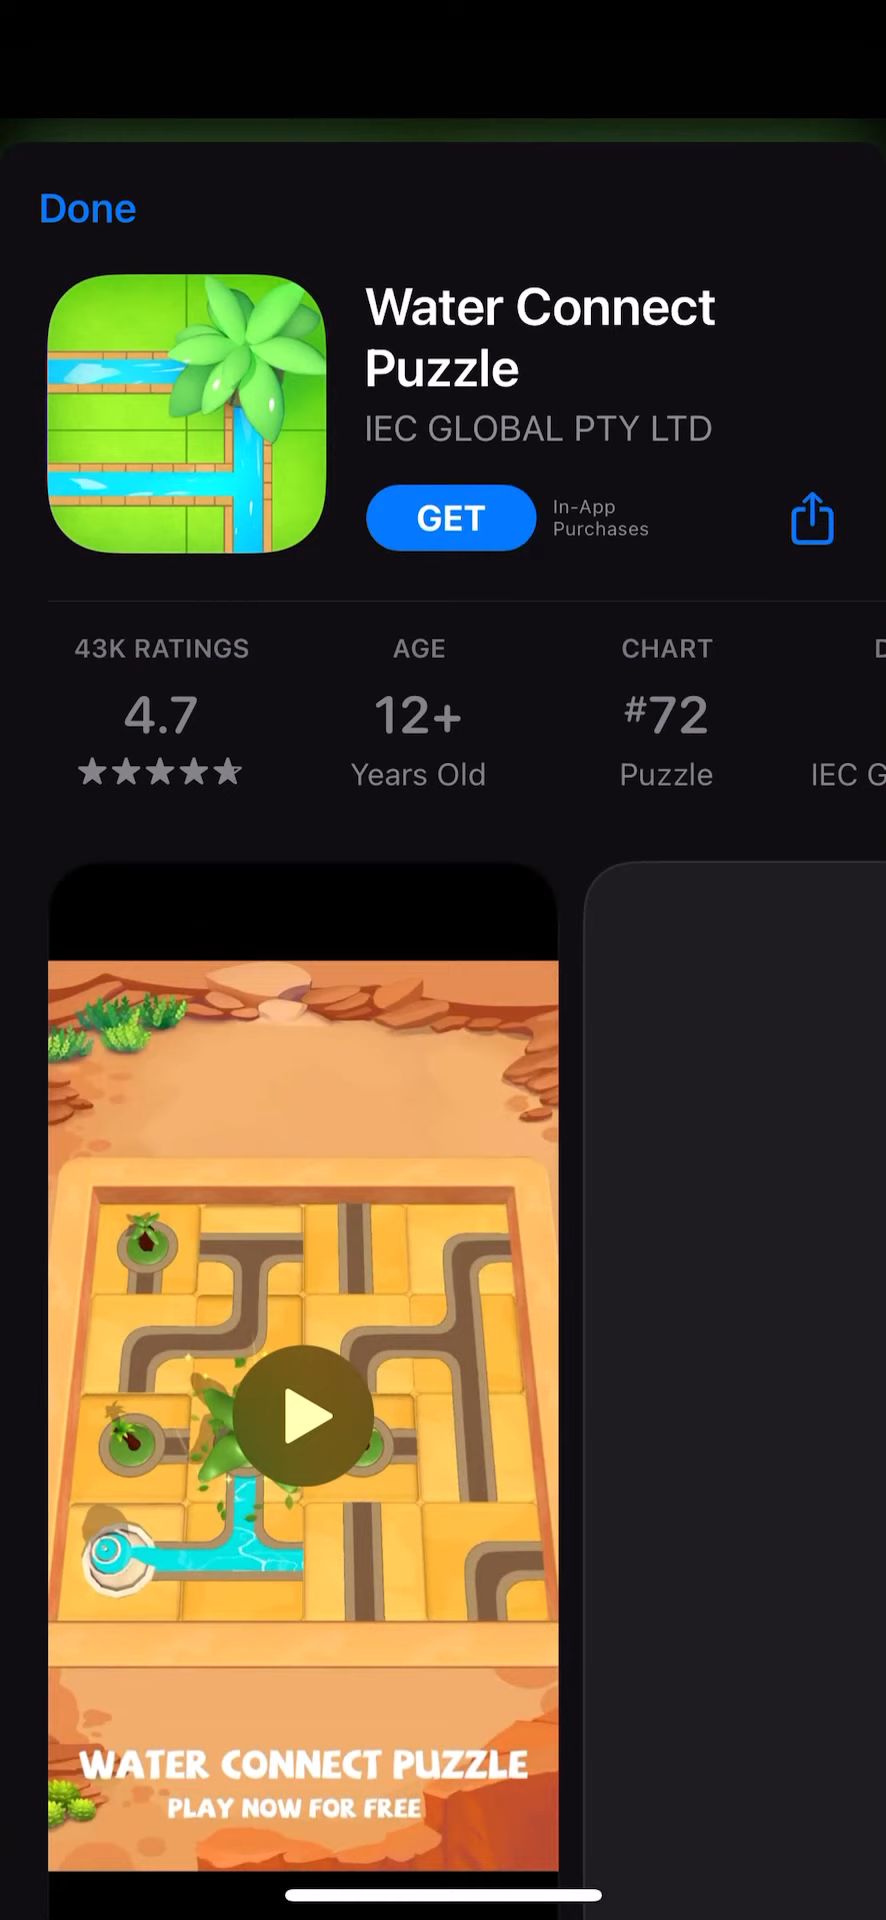 Done
Water Connect
Puzzle
IEC GLOBAL PTY LTD
GET
In-App
Purchases
43K RATINGS
4.7
AGE
12+
Years Old
CHART
#72
Puzzle
D
IEC G
WATER CONNECT PUZZLE
PLAY NOW FOR FREE